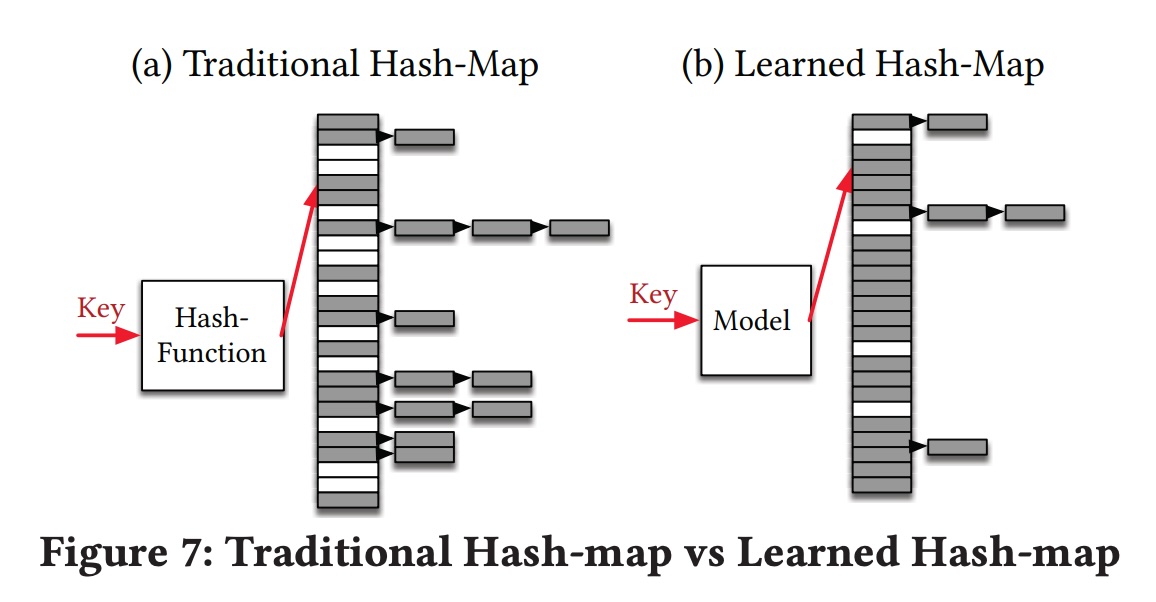 (a) Traditional Hash-Map
Key
Hash-
Function
(b) Learned Hash-Map
Key
Model
Figure 7: Traditional Hash-map vs Learned Hash-map